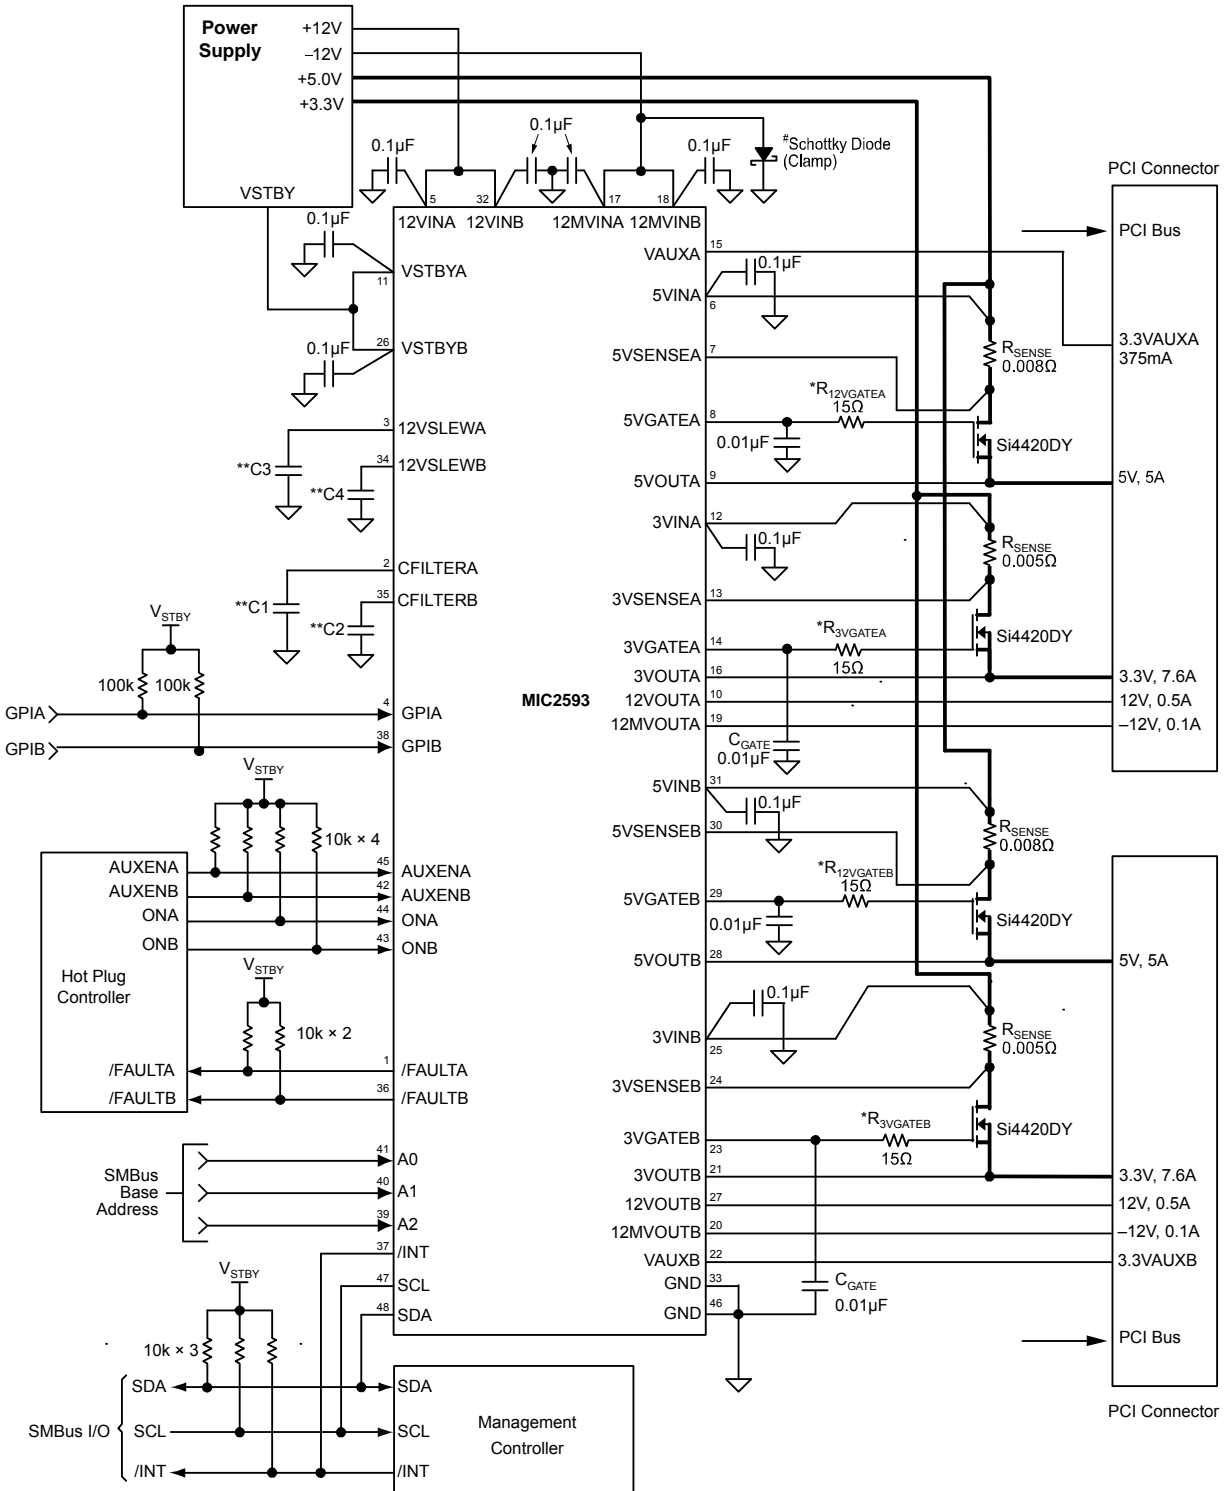 Power
Supply
+12V
–12V
+5.0V
+3.3V
VSTBY
0.1µF
0.1µF
0.1µF
#Schottky Diode
(Clamp)
0.1µF
5
32
17
18
12VINA
12VINB
12MVINA
12MVINB
PCI Connector
PCI Bus
VAUXA
15
0.1µF
5VINA
6
VSTBYA
11
26
VSTBYB
0.1µF
5VSENSEA
7
RSENSE
0.008Ω
3.3VAUXA
375mA
*R12VGATEA
15Ω
5VGATEA
8
0.01µF
Si4420DY
5VOUTA
9
5V, 5A
3
12VSLEWA
34
12VSLEWB
**C3
**C4
3VINA
12
0.1µF
RSENSE
0.005Ω
2
CFILTERA
35
CFILTERB
**C1
**C2
3VSENSEA
13
*R3VGATEA
15Ω
3VGATEA
14
Si4420DY
3VOUTA
16
3.3V, 7.6A
12VOUTA
10
12V, 0.5A
12MVOUTA
19
–12V, 0.1A
MIC2593
VSTBY
100k
100k
GPIA
4
GPIA
GPIB
38
GPIB
CGATE
0.01µF
5VINB
31
0.1µF
5VSENSEB
30
RSENSE
0.008Ω
VSTBY
10k × 4
*R12VGATEB
15Ω
5VGATEB
29
0.01µF
Si4420DY
5VOUTB
28
5V, 5A
AUXENA
45
AUXENA
AUXENB
42
AUXENB
ONA
44
ONA
ONB
43
ONB
Hot Plug
Controller
VSTBY
10k × 2
/FAULTA
1
/FAULTA
/FAULTB
36
/FAULTB
0.1µF
3VINB
25
RSENSE
0.005Ω
3VSENSEB
24
*R3VGATEB
15Ω
3VGATEB
23
Si4420DY
3VOUTB
21
3.3V, 7.6A
12VOUTB
27
12V, 0.5A
12MVOUTB
20
–12V, 0.1A
VAUXB
22
3.3VAUXB
GND
33
GND
46
CGATE
0.01µF
PCI Bus
PCI Connector
SMBus
Base
Address
41
A0
40
A1
39
A2
37
/INT
47
SCL
48
SDA
VSTBY
10k × 3
SMBus I/O
SDA
SDA
SCL
SCL
/INT
/INT
Management
Controller